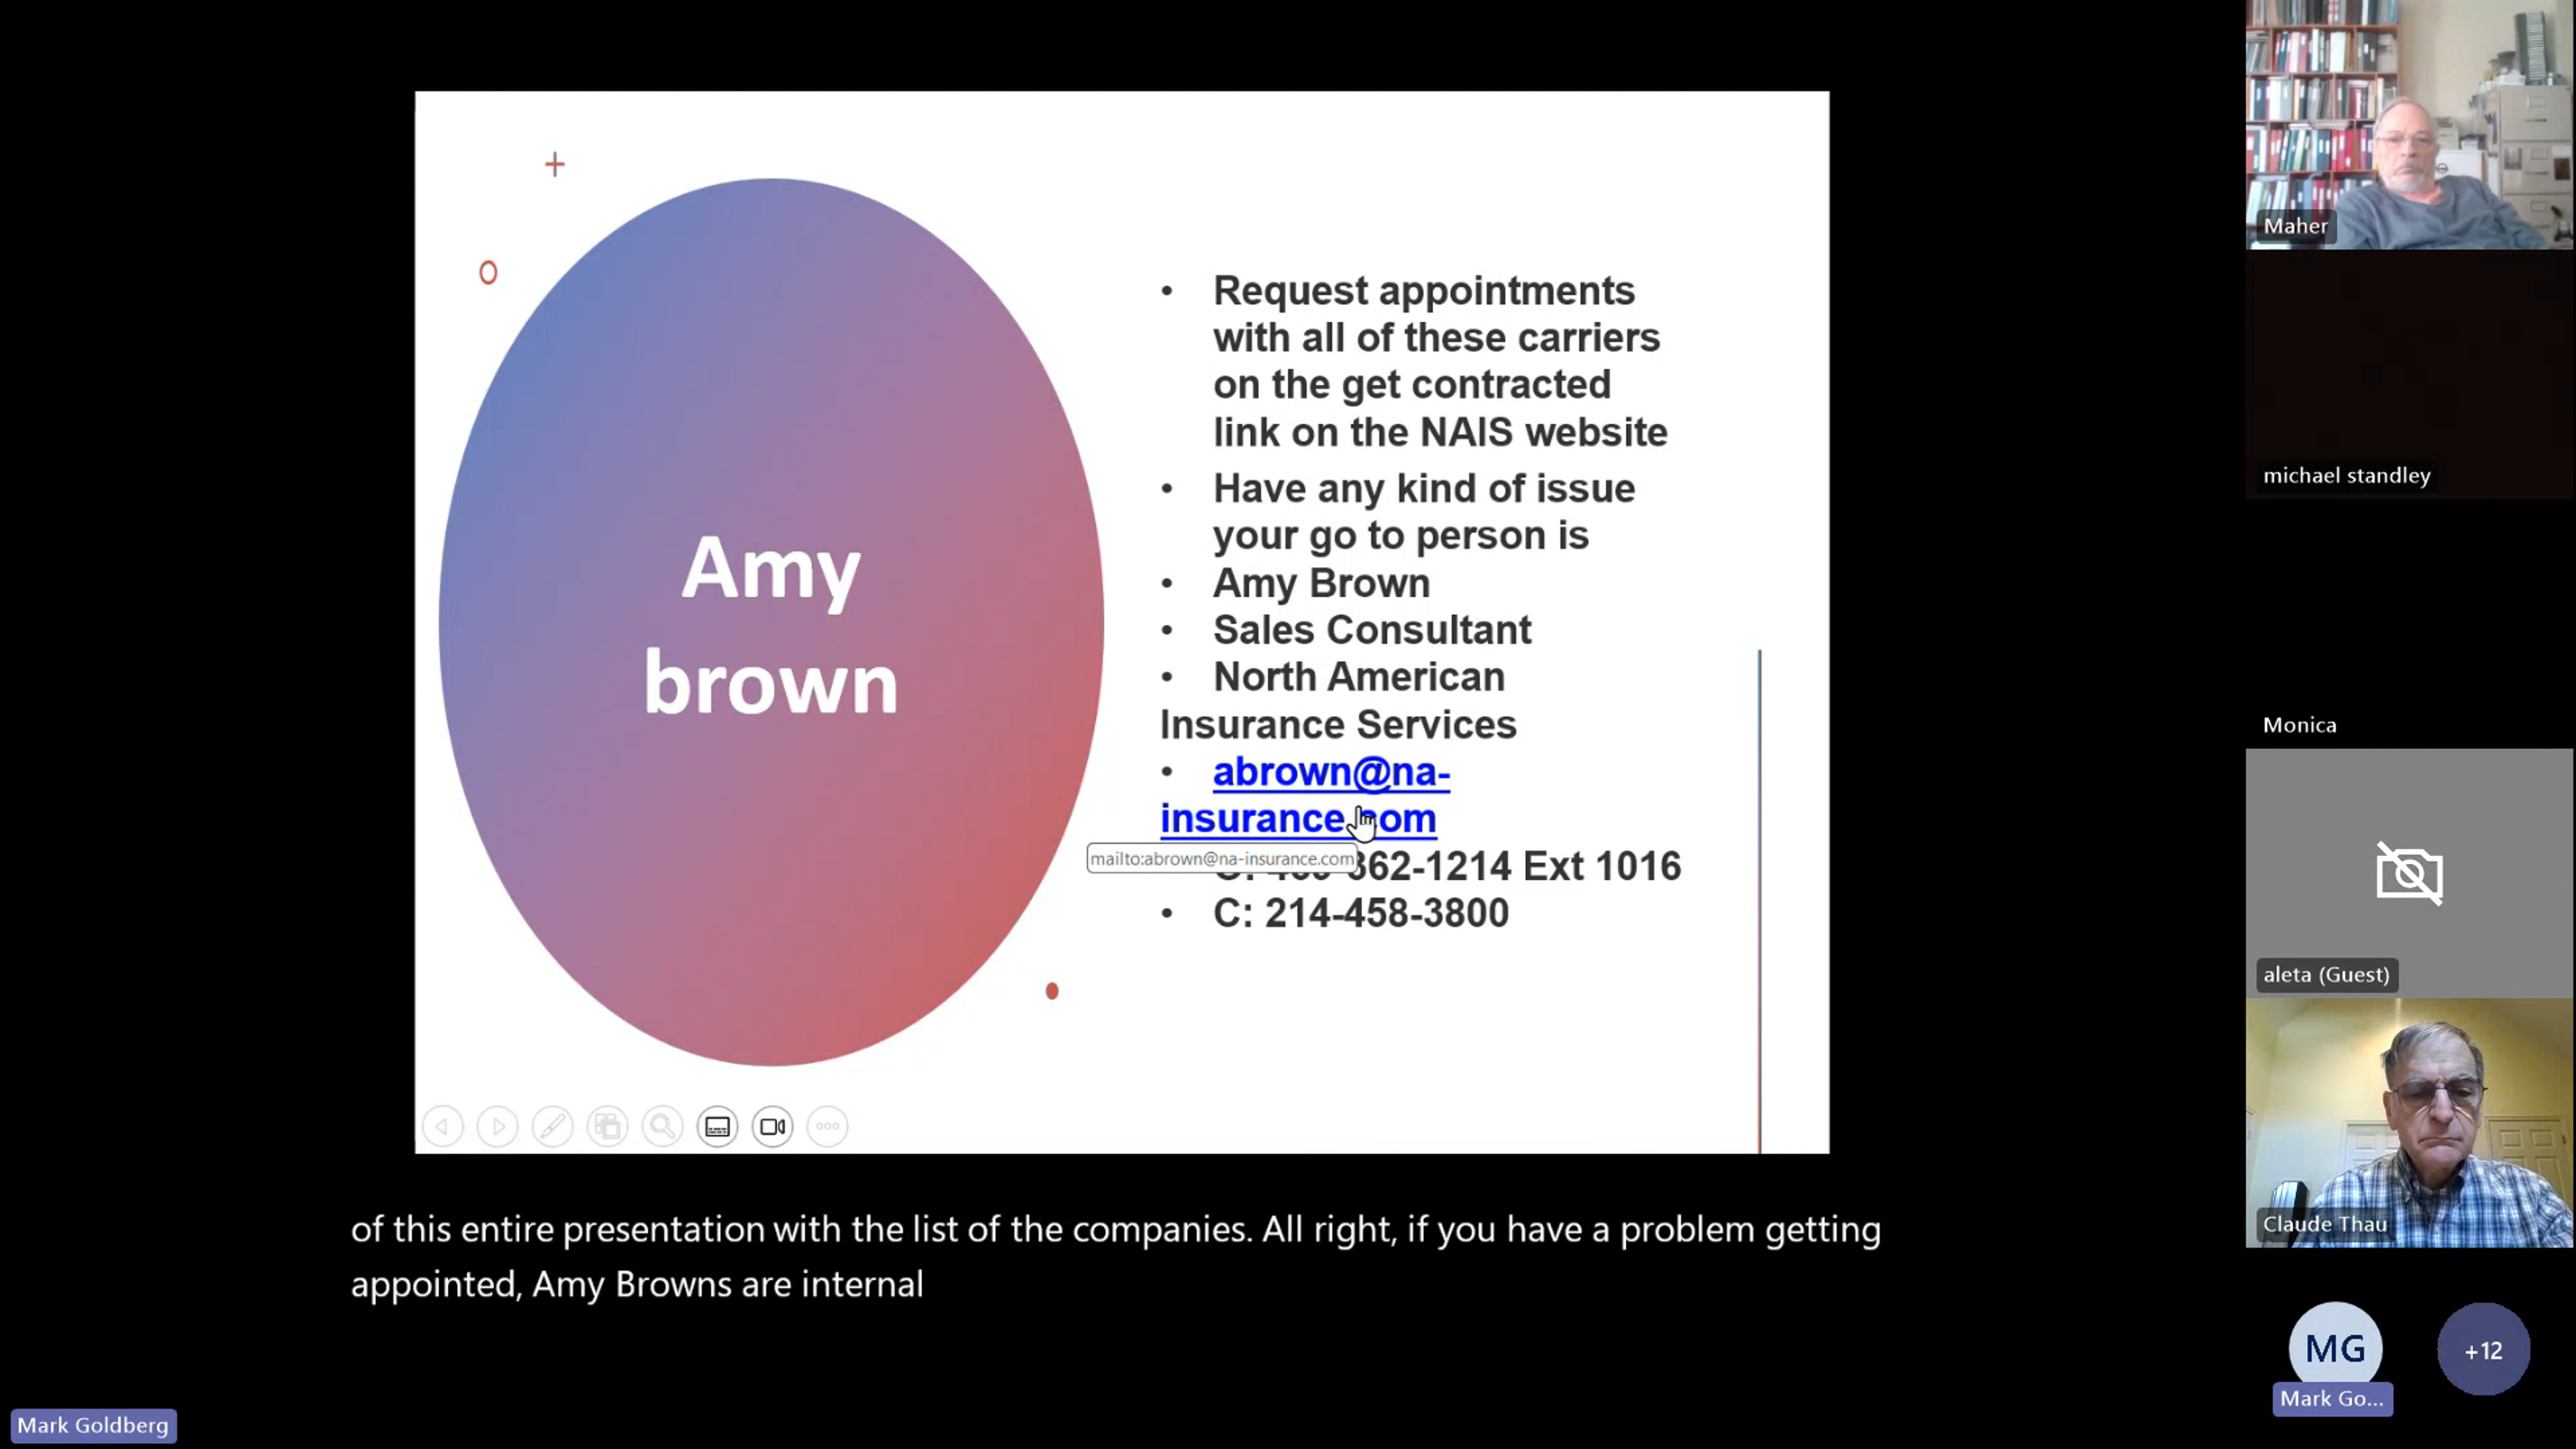 Amy
brown
• Request appointments
with all of these carriers
on the get contracted
link on the NAIS website
• Have any kind of issue
your go to person is
• Amy Brown
• Sales Consultant
• North American
Insurance Services
• abrown@na-
insurance.com
mailto:abrown@na-insurance.com
862-1214 Ext 1016
• C: 214-458-3800
of this entire presentation with the list of the companies. All right, if you have a problem getting
appointed, Amy Browns are internal
Mark Goldberg
Maher
michael standley
Monica
aleta (Guest)
Claude Thau
MG
+12
Mark Go...